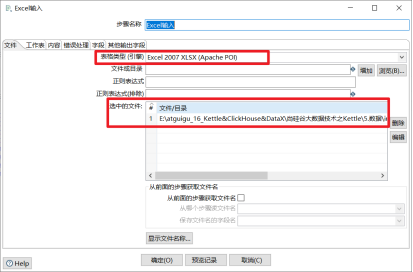 Excel输入
步骤名称 Excel输入
文件 工作表 内容 错误处理 字段 其他输出字段
表格类型 (引擎) Excel 2007 XLSX (Apache POI)
文件或目录 增加 浏览(B)...
正则表达式
正则表达式(排除)
选中的文件: # 文件/目录
1 E:\atguigu_16_Kettle&ClickHouse&DataX\尚硅谷大数据技术之Kettle\5.数据\
删除
编辑
从前面的步骤获取文件名
从前面的步骤获取文件名
从哪个步骤读文件名
保存文件名的字段名
显示文件名称...
Help 确定(O) 预览记录 取消(C)